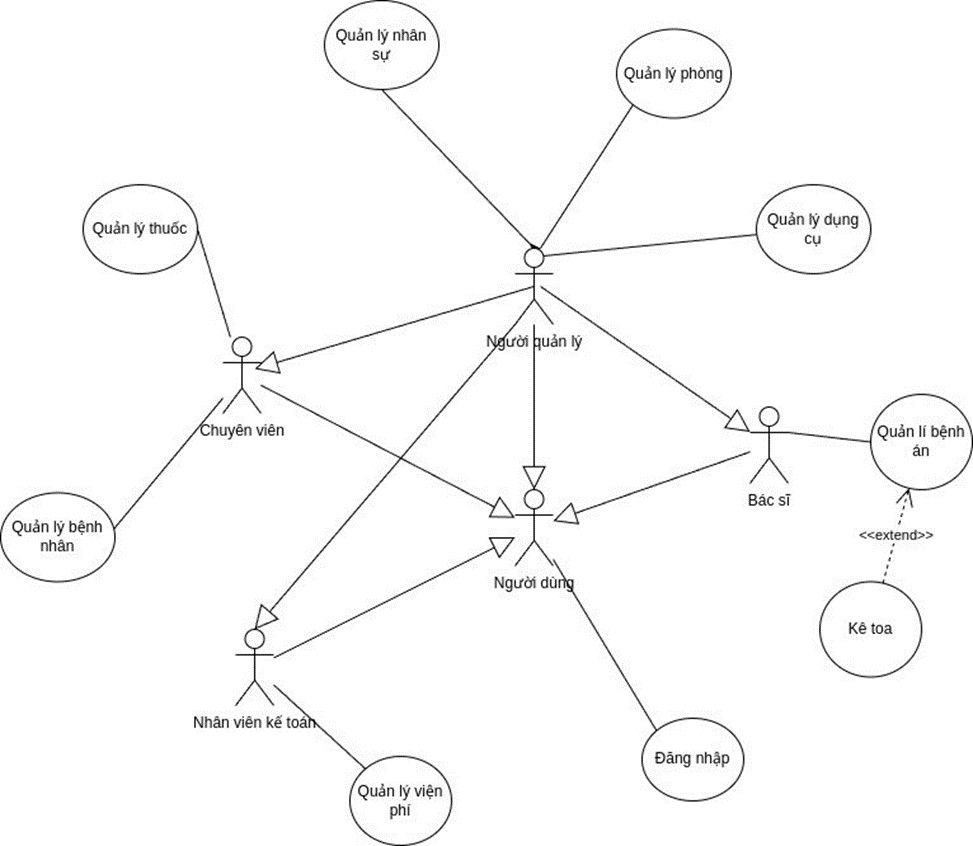 Quản lý nhân
sự
Quản lý phòng
Quản lý thuốc
Quản lý dụng
cụ
Người quản lý
Chuyên viên
Quản lí bệnh
án
Bác sĩ
Quản lý bệnh
nhân
<<extend>>
Người dùng
Kê toa
Nhân viên kế toán
Đăng nhập
Quản lý viện
phí